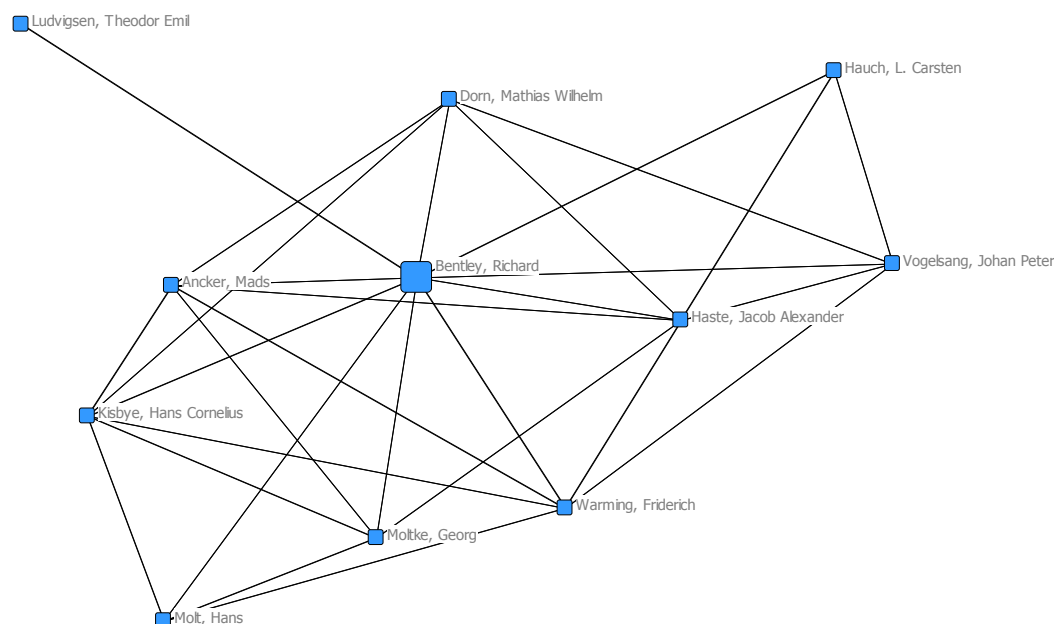 Ludvigsen, Theodor Emil
Hauch, L. Carsten
Dorn, Mathias Wilhelm
Bentley, Richard
Vogelsang, Johan Peter
Ancker, Mads
Haste, Jacob Alexander
Kisbye, Hans Cornelius
Warming, Friderich
Moltke, Georg
Molt, Hans